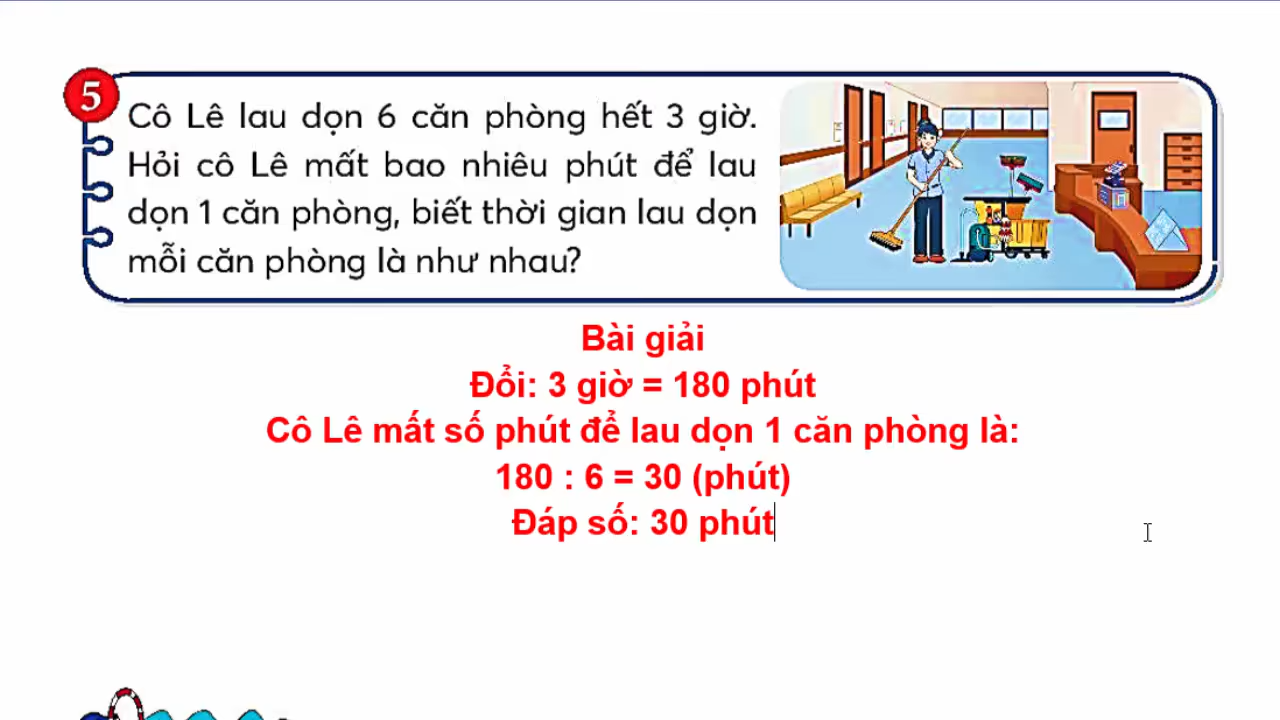 5
Cô Lê lau dọn 6 căn phòng hết 3 giờ.
Hỏi cô Lê mất bao nhiêu phút để lau
dọn 1 căn phòng, biết thời gian lau dọn
mỗi căn phòng là như nhau?
Bài giải
Đổi: 3 giờ = 180 phút
Cô Lê mất số phút để lau dọn 1 căn phòng là:
180 : 6 = 30 (phút)
Đáp số: 30 phút